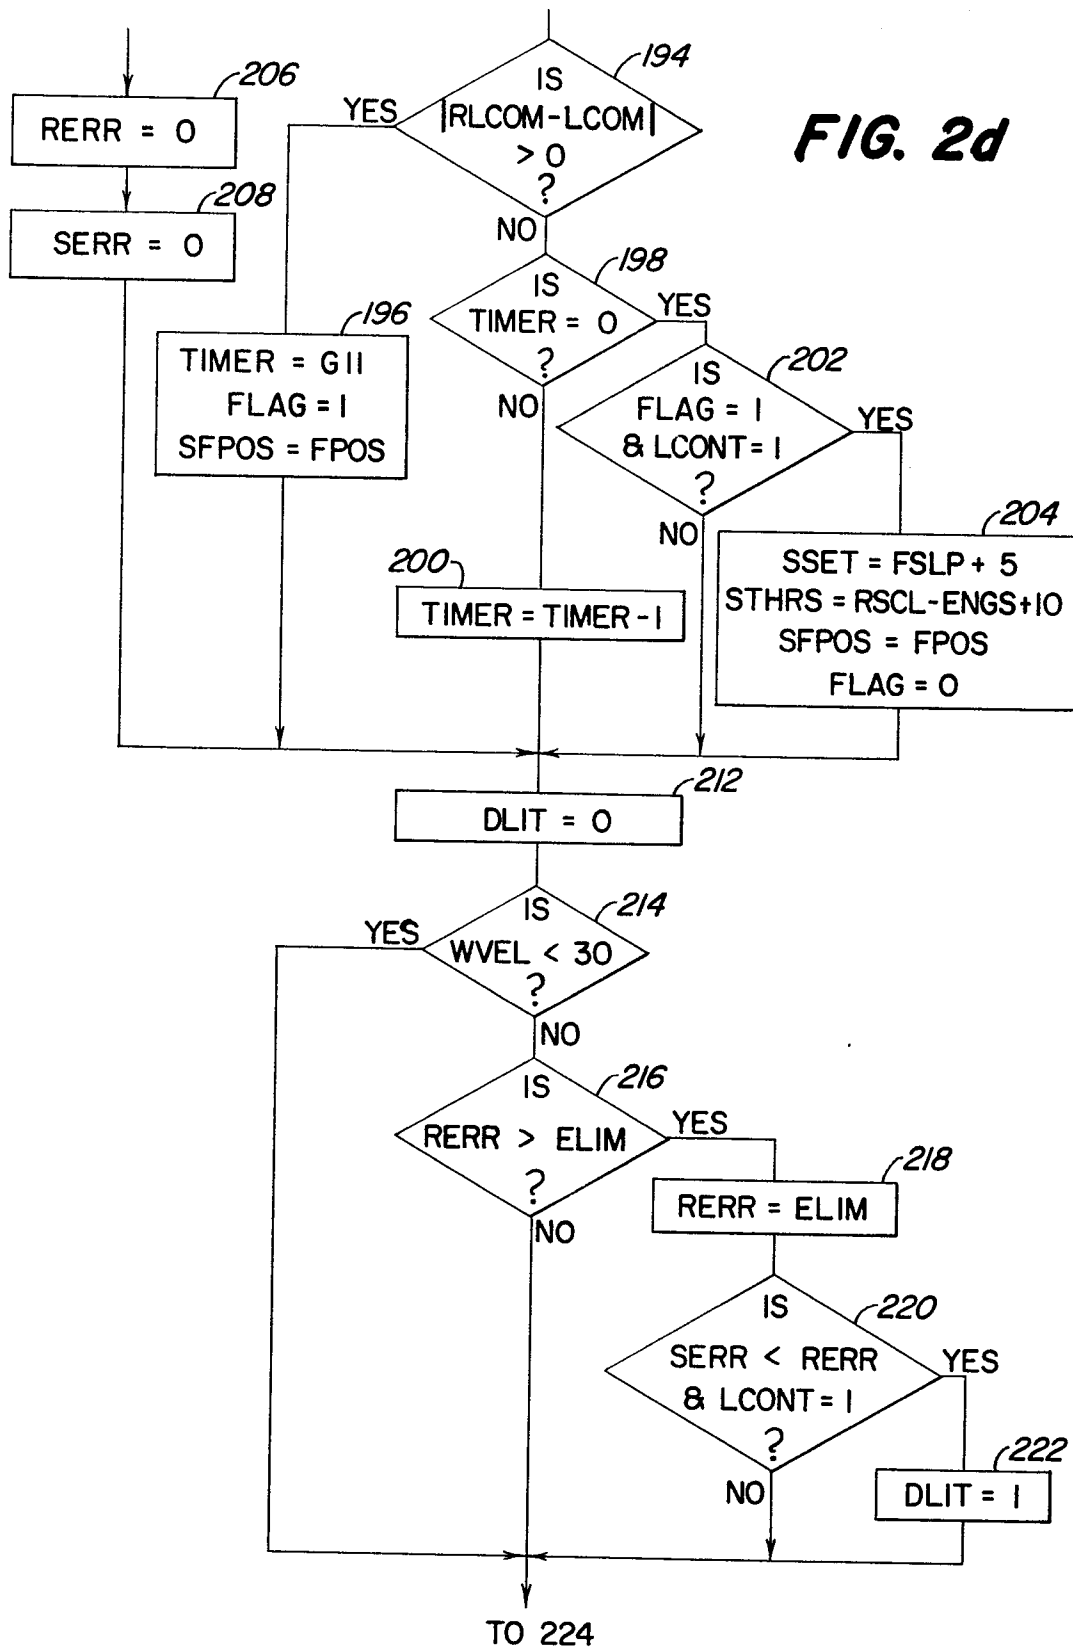 FIG. 2d
206
RERR = 0
208
SERR = 0
194
IS
|RLCOM-LCOM|
> 0
?
YES
NO
196
TIMER = G11
FLAG = 1
SFPOS = FPOS
198
IS
TIMER = 0
?
YES
NO
202
IS
FLAG = 1
& LCONT = 1
?
YES
NO
204
SSET = FSLP + 5
STHRS = RSCL-ENGS+10
SFPOS = FPOS
FLAG = 0
200
TIMER = TIMER - 1
212
DLIT = 0
214
IS
WVEL < 30
?
YES
NO
216
IS
RERR > ELIM
?
YES
NO
218
RERR = ELIM
220
IS
SERR < RERR
& LCONT = 1
?
YES
NO
222
DLIT = 1
TO 224